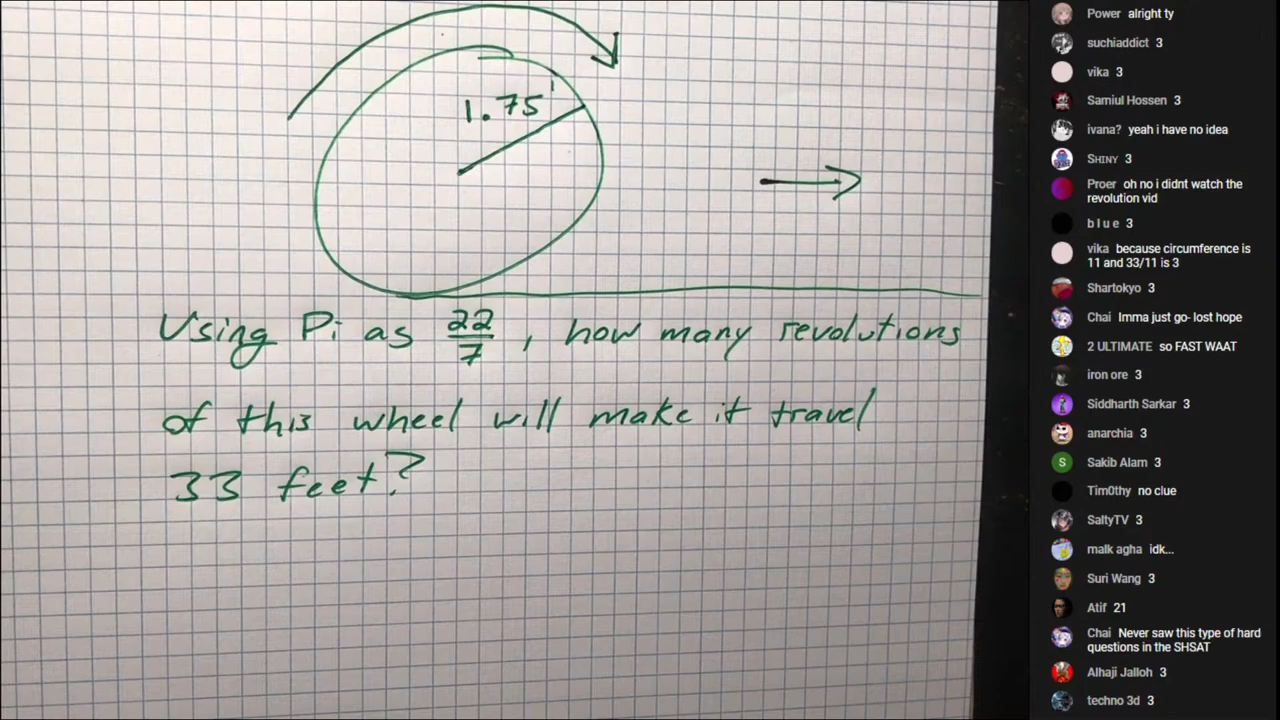 1.75'
Using Pi as 22/7, how many revolutions
of this wheel will make it travel
33 feet?
Power alright ty
suchiaddict 3
vika 3
Samiul Hossen 3
ivana? yeah i have no idea
SHINY 3
Proer oh no i didnt watch the
revolution vid
b l u e 3
vika because circumference is
11 and 33/11 is 3
Shartokyo 3
Chai Imma just go- lost hope
2 ULTIMATE so FAST WAAT
iron ore 3
Siddharth Sarkar 3
anarchia 3
S Sakib Alam 3
Tim0thy no clue
SaltyTV 3
malk agha idk...
Suri Wang 3
Atif 21
Chai Never saw this type of hard
questions in the SHSAT
Alhaji Jalloh 3
techno 3d 3